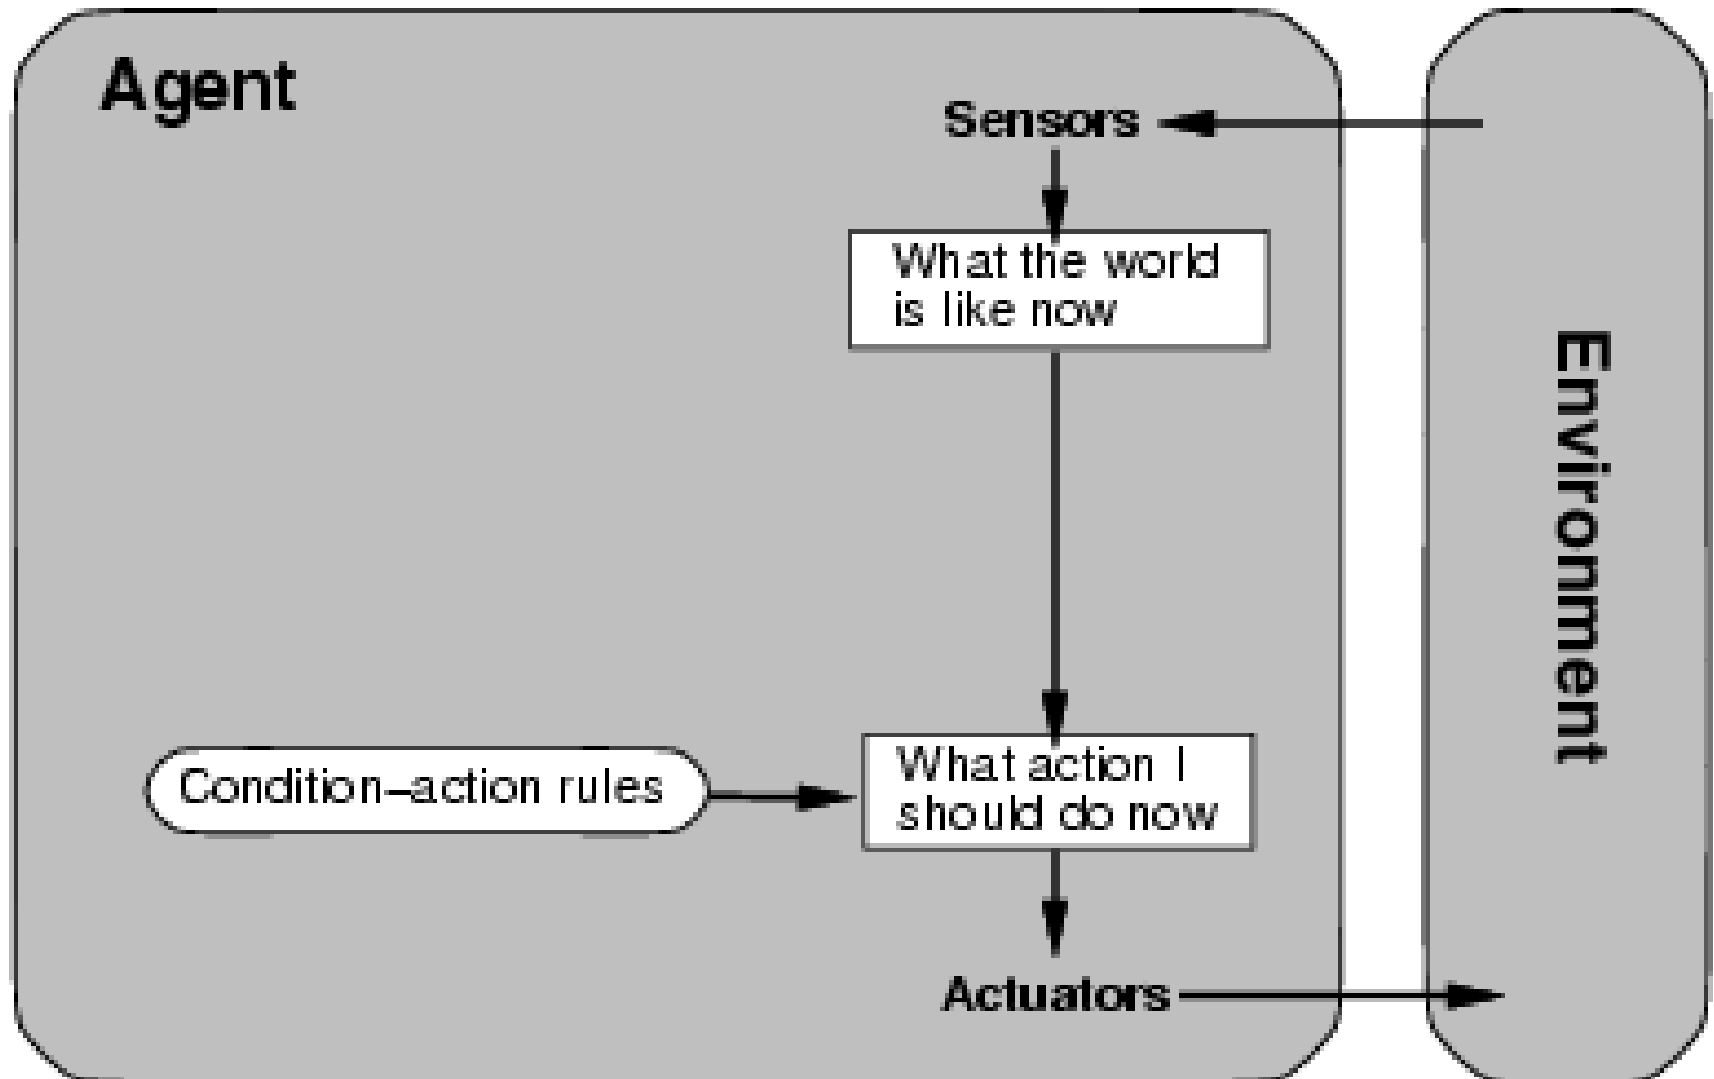 Agent
Sensors
What the world
is like now
Environment
Condition–action rules
What action I
should do now
Actuators